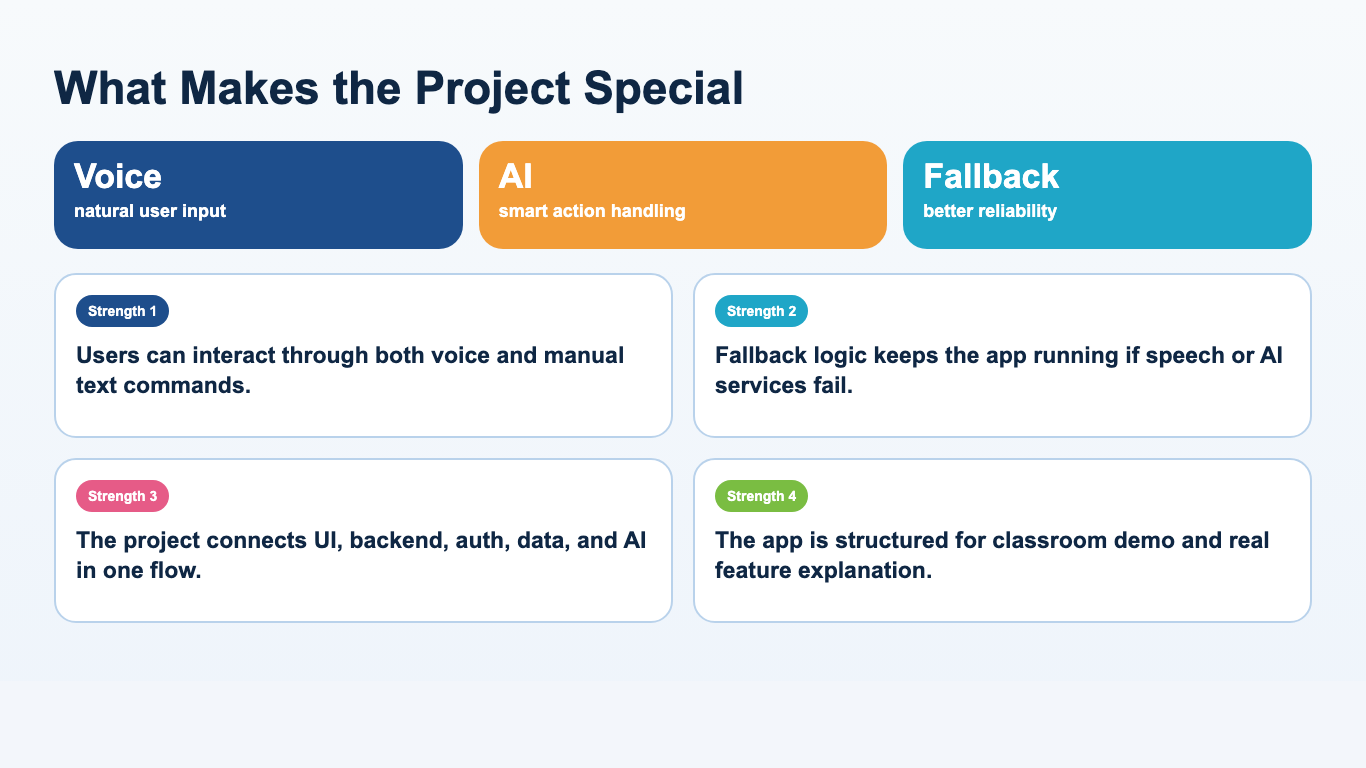 What Makes the Project Special
Voice
natural user input
AI
smart action handling
Fallback
better reliability
Strength 1
Users can interact through both voice and manual
text commands.
Strength 2
Fallback logic keeps the app running if speech or AI
services fail.
Strength 3
The project connects UI, backend, auth, data, and AI
in one flow.
Strength 4
The app is structured for classroom demo and real
feature explanation.